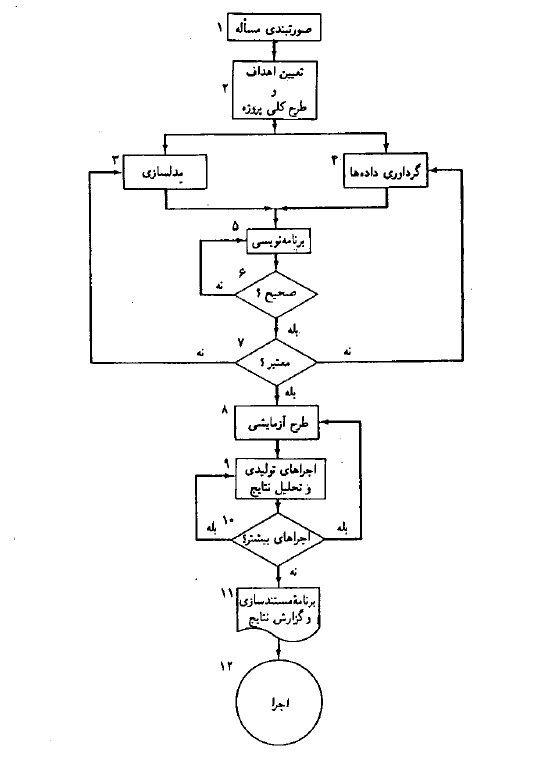 ۱ صورتبندی مسأله
۲ تعیین اهداف
و
طرح کلی پروژه
۳ مدلسازی
۴ گردآوری داده‌ها
۵ برنامه‌نویسی
۶ صحیح ؟
نه
بله
۷ معتبر ؟
نه
نه
بله
۸ طرح آزمایشی
۹ اجراهای تولیدی
و تحلیل نتایج
۱۰ اجراهای بیشتر؟
بله
بله
نه
۱۱ برنامهٔ مستندسازی
و گزارش نتایج
۱۲ اجرا